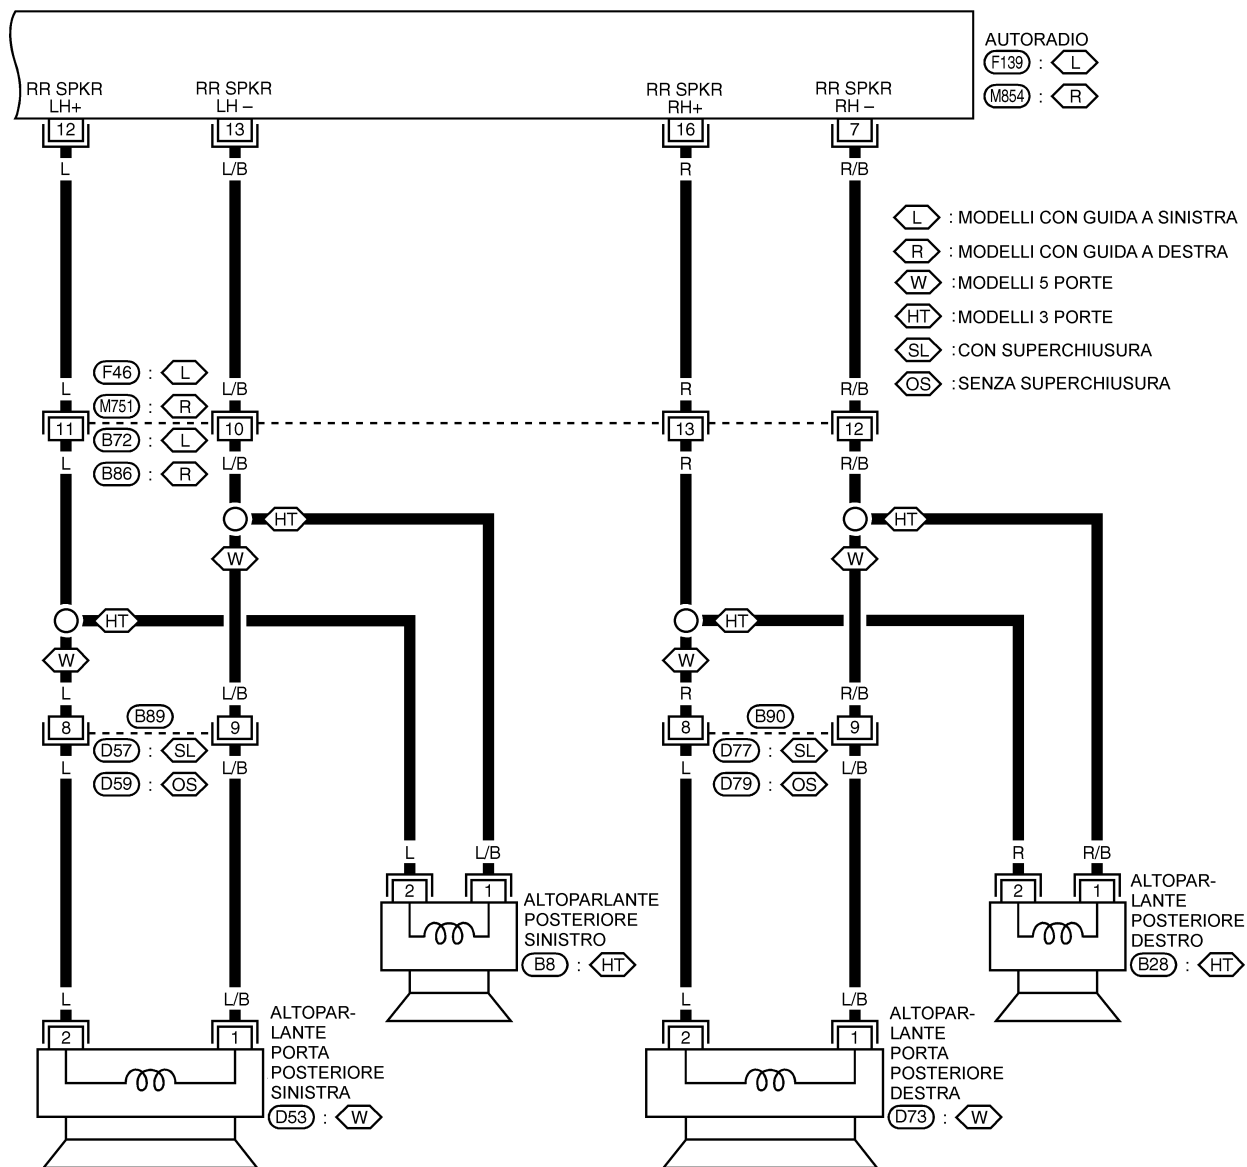 AUTORADIO
F139 : L
M854 : R
RR SPKR
LH+
RR SPKR
LH –
RR SPKR
RH+
RR SPKR
RH –
12
13
16
7
L
L/B
R
R/B
L : MODELLI CON GUIDA A SINISTRA
R : MODELLI CON GUIDA A DESTRA
W : MODELLI 5 PORTE
HT : MODELLI 3 PORTE
SL : CON SUPERCHIUSURA
OS : SENZA SUPERCHIUSURA
F46 : L
M751 : R
L
L/B
R
R/B
11
10
13
12
B72 : L
B86 : R
L
L/B
R
R/B
HT
HT
W
W
HT
HT
W
W
L
L/B
R
R/B
B89
B90
8
9
8
9
D57 : SL
D59 : OS
D77 : SL
D79 : OS
L
L/B
L
L/B
L
L/B
R
R/B
2
1
2
1
ALTOPARLANTE
POSTERIORE
SINISTRO
B8 : HT
ALTOPAR-
LANTE
POSTERIORE
DESTRO
B28 : HT
L
L/B
L
L/B
2
1
2
1
ALTOPAR-
LANTE
PORTA
POSTERIORE
SINISTRA
D53 : W
ALTOPAR-
LANTE
PORTA
POSTERIORE
DESTRA
D73 : W